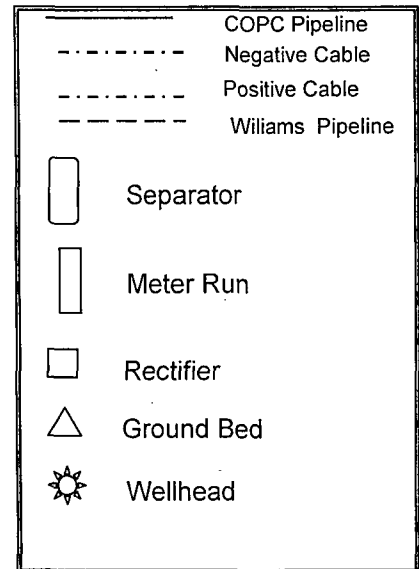 COPC Pipeline
Negative Cable
Positive Cable
Wiliams Pipeline
Separator
Meter Run
Rectifier
Ground Bed
Wellhead